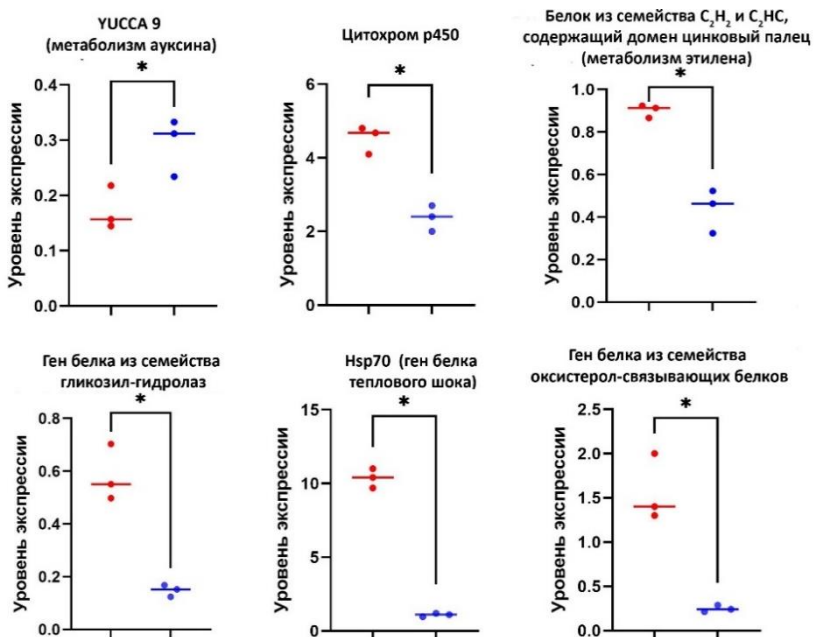 YUCCA 9
(метаболизм ауксина)
*
Уровень экспрессии
0.4
0.3
0.2
0.1
0.0
Цитохром p450
*
Уровень экспрессии
6
4
2
0
Белок из семейства C₂H₂ и C₂HC,
содержащий домен цинковый палец
(метаболизм этилена)
*
Уровень экспрессии
1.0
0.8
0.6
0.4
0.2
0.0
Ген белка из семейства
гликозил-гидролаз
*
Уровень экспрессии
0.8
0.6
0.4
0.2
0.0
Hsp70 (ген белка
теплового шока)
*
Уровень экспрессии
15
10
5
0
Ген белка из семейства
оксистерол-связывающих белков
*
Уровень экспрессии
2.5
2.0
1.5
1.0
0.5
0.0